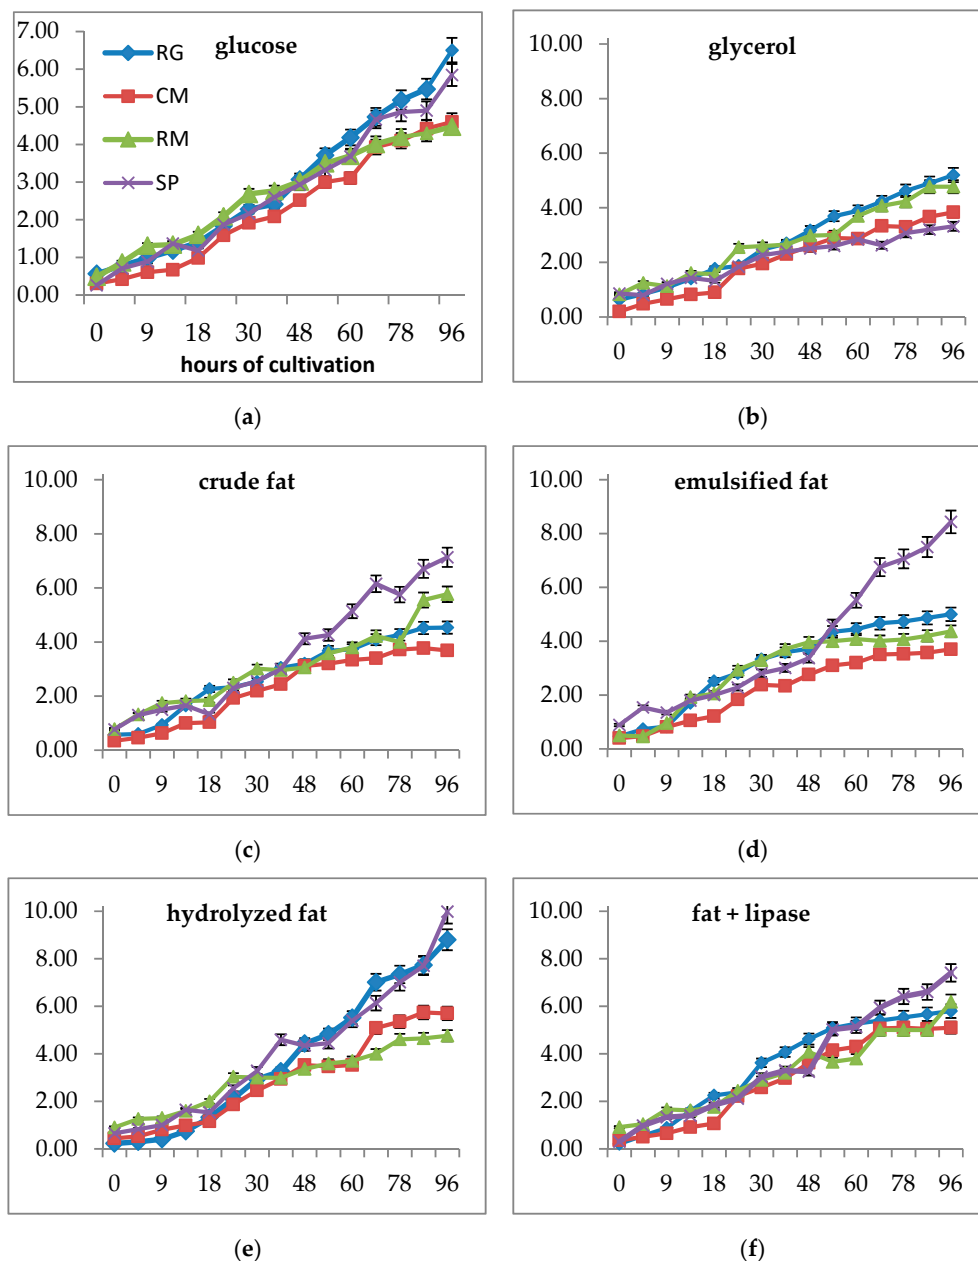 glucose
7.00
6.00
5.00
4.00
3.00
2.00
1.00
0.00
RG
CM
RM
SP
0 9 18 30 48 60 78 96
hours of cultivation
(a)
glycerol
10.00
8.00
6.00
4.00
2.00
0.00
0 9 18 30 48 60 78 96
(b)
crude fat
10.00
8.00
6.00
4.00
2.00
0.00
0 9 18 30 48 60 78 96
(c)
emulsified fat
10.00
8.00
6.00
4.00
2.00
0.00
0 9 18 30 48 60 78 96
(d)
hydrolyzed fat
10.00
8.00
6.00
4.00
2.00
0.00
0 9 18 30 48 60 78 96
(e)
fat + lipase
10.00
8.00
6.00
4.00
2.00
0.00
0 9 18 30 48 60 78 96
(f)